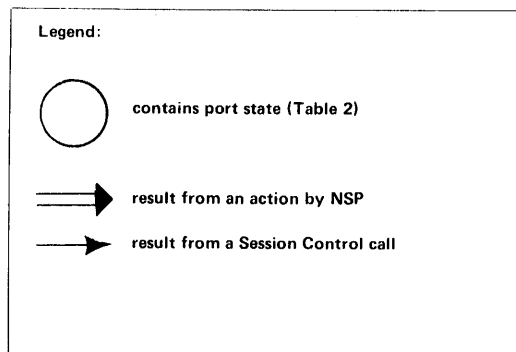 Legend:
contains port state (Table 2)
result from an action by NSP
result from a Session Control call